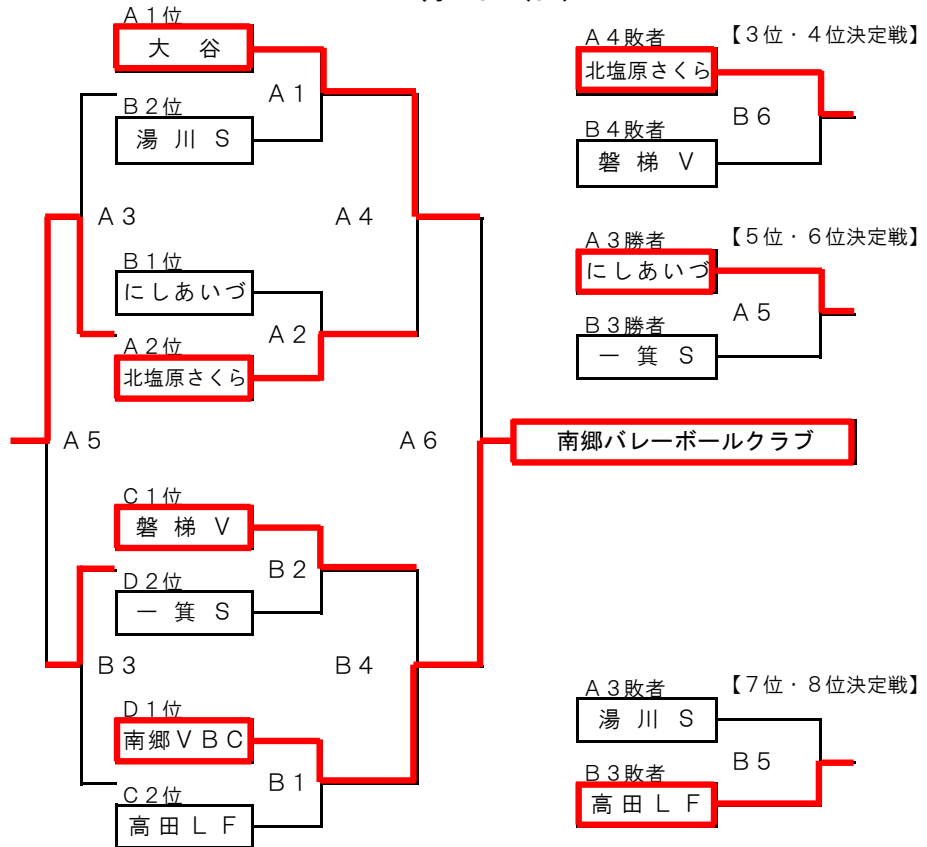 A1位
大 谷
A1
B2位
湯 川 S
A3
A4
B1位
にしあいづ
A2
A2位
北塩原さくら
A5
A6
南郷バレーボールクラブ
C1位
磐 梯 V
B2
D2位
一 箕 S
B3
B4
D1位
南郷VBC
B1
C2位
高田LF
A4敗者
【3位・4位決定戦】
北塩原さくら
B6
B4敗者
磐 梯 V
A3勝者
【5位・6位決定戦】
にしあいづ
A5
B3勝者
一 箕 S
A3敗者
【7位・8位決定戦】
湯 川 S
B5
B3敗者
高田LF